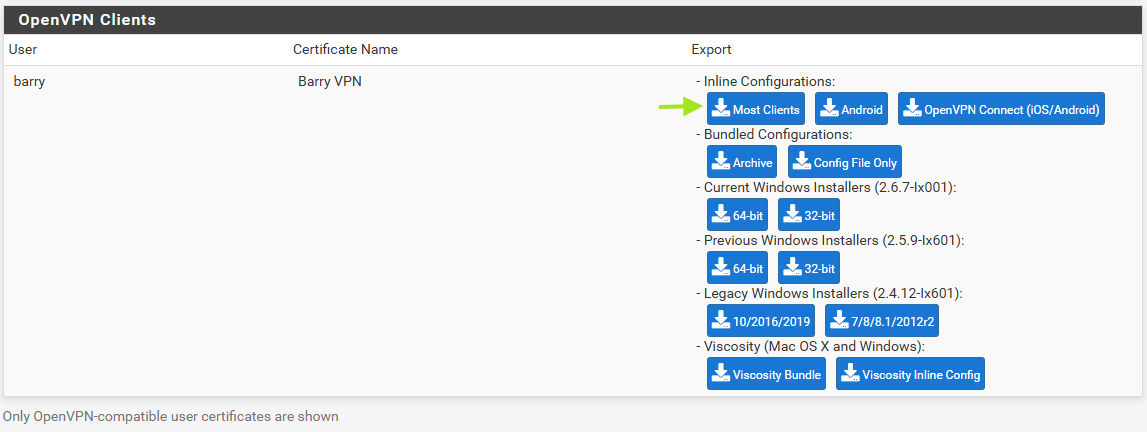 OpenVPN Clients
User Certificate Name Export
barry Barry VPN - Inline Configurations:
Most Clients Android OpenVPN Connect (iOS/Android)
- Bundled Configurations:
Archive Config File Only
- Current Windows Installers (2.6.7-Ix001):
64-bit 32-bit
- Previous Windows Installers (2.5.9-Ix601):
64-bit 32-bit
- Legacy Windows Installers (2.4.12-Ix601):
10/2016/2019 7/8/8.1/2012r2
- Viscosity (Mac OS X and Windows):
Viscosity Bundle Viscosity Inline Config
Only OpenVPN-compatible user certificates are shown